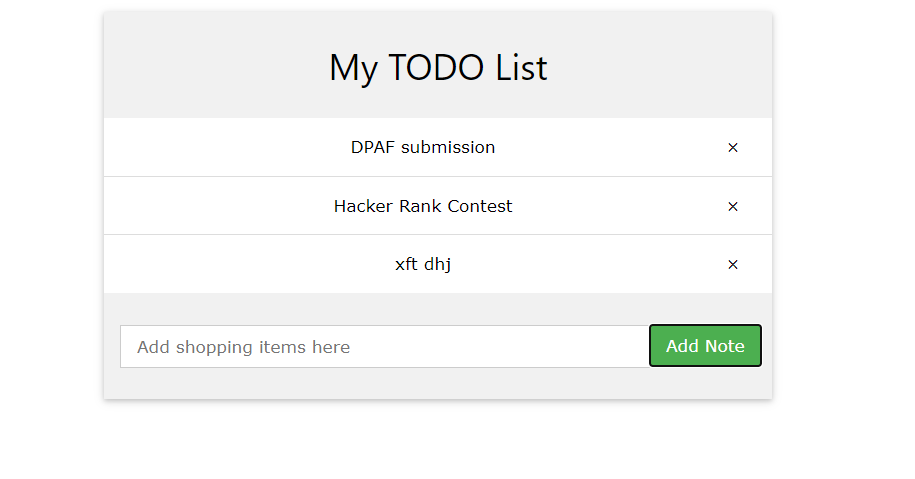 My TODO List
DPAF submission ×
Hacker Rank Contest ×
xft dhj ×
Add shopping items here Add Note